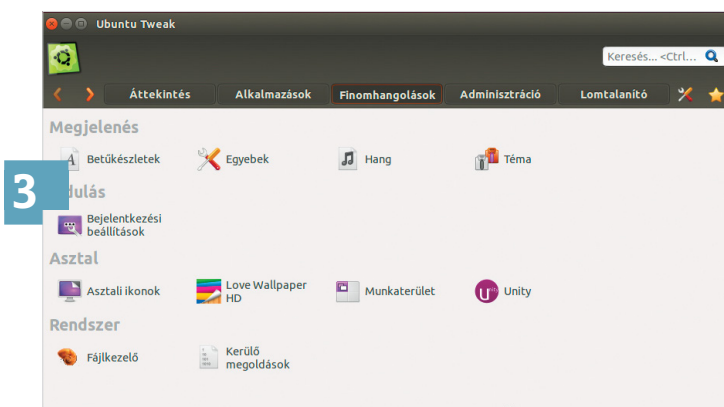 Ubuntu Tweak
Keresés... <Ctrl...
Áttekintés Alkalmazások Finomhangolások Adminisztráció Lomtalanító
Megjelenés
Betűkészletek Egyebek Hang Téma
3
dulás
Bejelentkezési
beállítások
Asztal
Asztali ikonok Love Wallpaper HD Munkaterület Unity
Rendszer
Fájlkezelő Kerülő megoldások